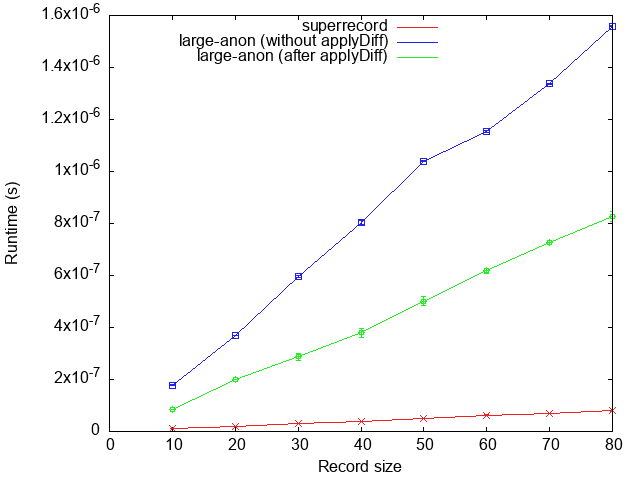 1.6x10-6
1.4x10-6
1.2x10-6
1x10-6
8x10-7
6x10-7
4x10-7
2x10-7
0
Runtime (s)
superrecord
large-anon (without applyDiff)
large-anon (after applyDiff)
0 10 20 30 40 50 60 70 80
Record size